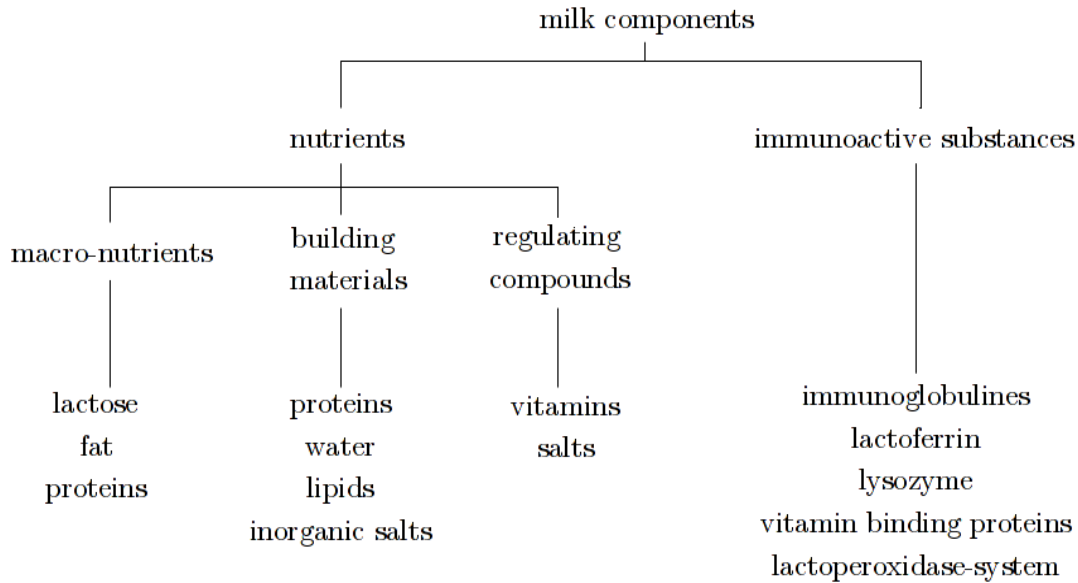 milk components
nutrients
immunoactive substances
macro-nutrients
building
materials
regulating
compounds
lactose
fat
proteins
proteins
water
lipids
inorganic salts
vitamins
salts
immunoglobulines
lactoferrin
lysozyme
vitamin binding proteins
lactoperoxidase-system